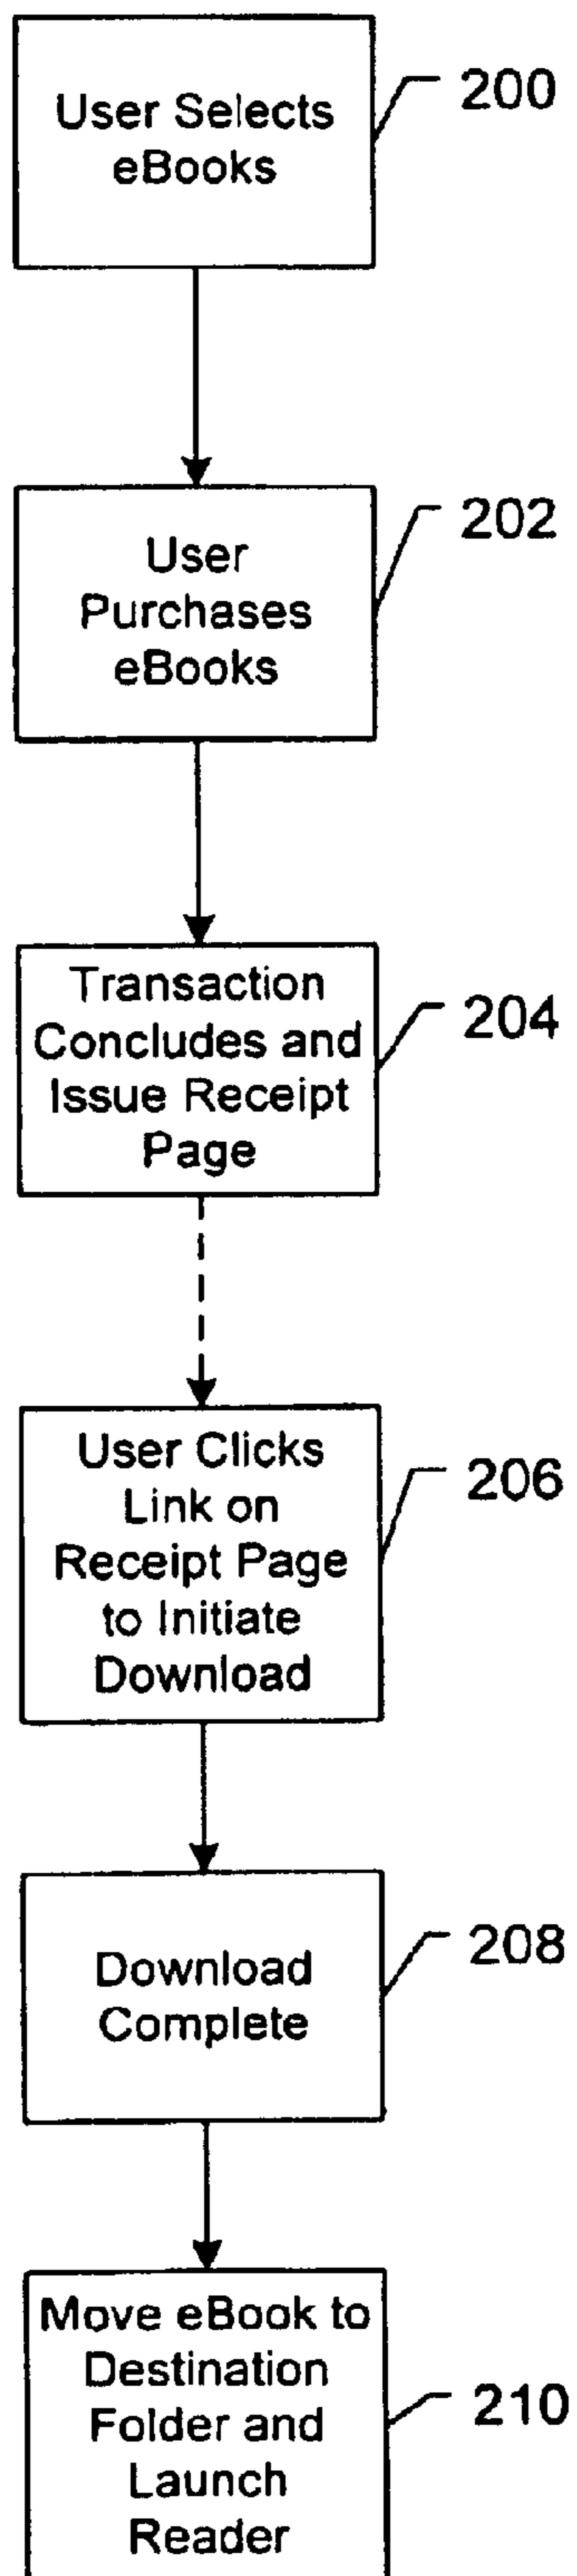 User Selects
eBooks
200
User
Purchases
eBooks
202
Transaction
Concludes and
Issue Receipt
Page
204
User Clicks
Link on
Receipt Page
to Initiate
Download
206
Download
Complete
208
Move eBook to
Destination
Folder and
Launch
Reader
210